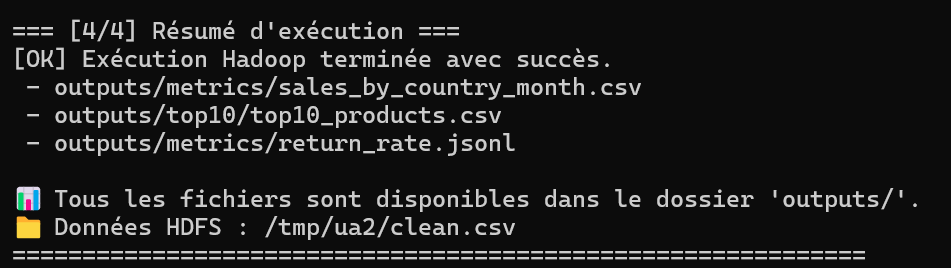 === [4/4] Résumé d'exécution ===
[OK] Exécution Hadoop terminée avec succès.
 - outputs/metrics/sales_by_country_month.csv
 - outputs/top10/top10_products.csv
 - outputs/metrics/return_rate.jsonl
📊 Tous les fichiers sont disponibles dans le dossier 'outputs/'.
📁 Données HDFS : /tmp/ua2/clean.csv
=============================================================